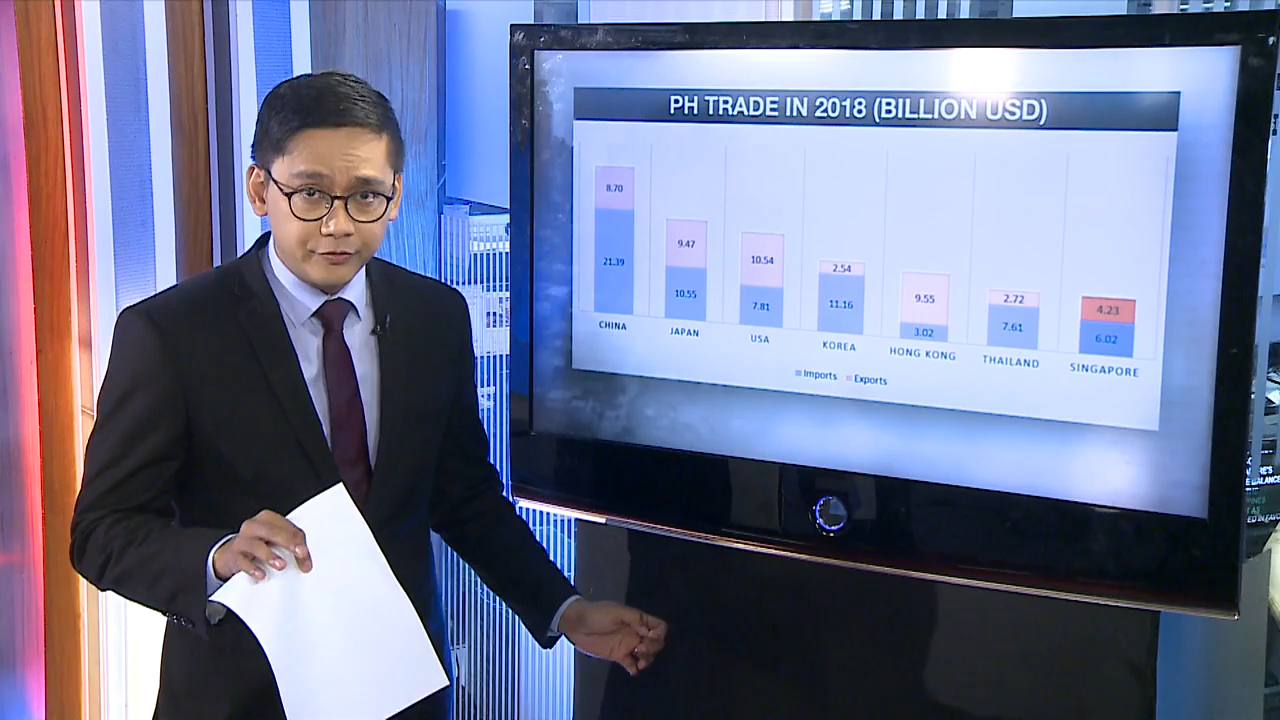 PH TRADE IN 2018 (BILLION USD)
8.70
21.39
CHINA
9.47
10.55
JAPAN
10.54
7.81
USA
2.54
11.16
KOREA
9.55
3.02
HONG KONG
2.72
7.61
THAILAND
4.23
6.02
SINGAPORE
Imports Exports